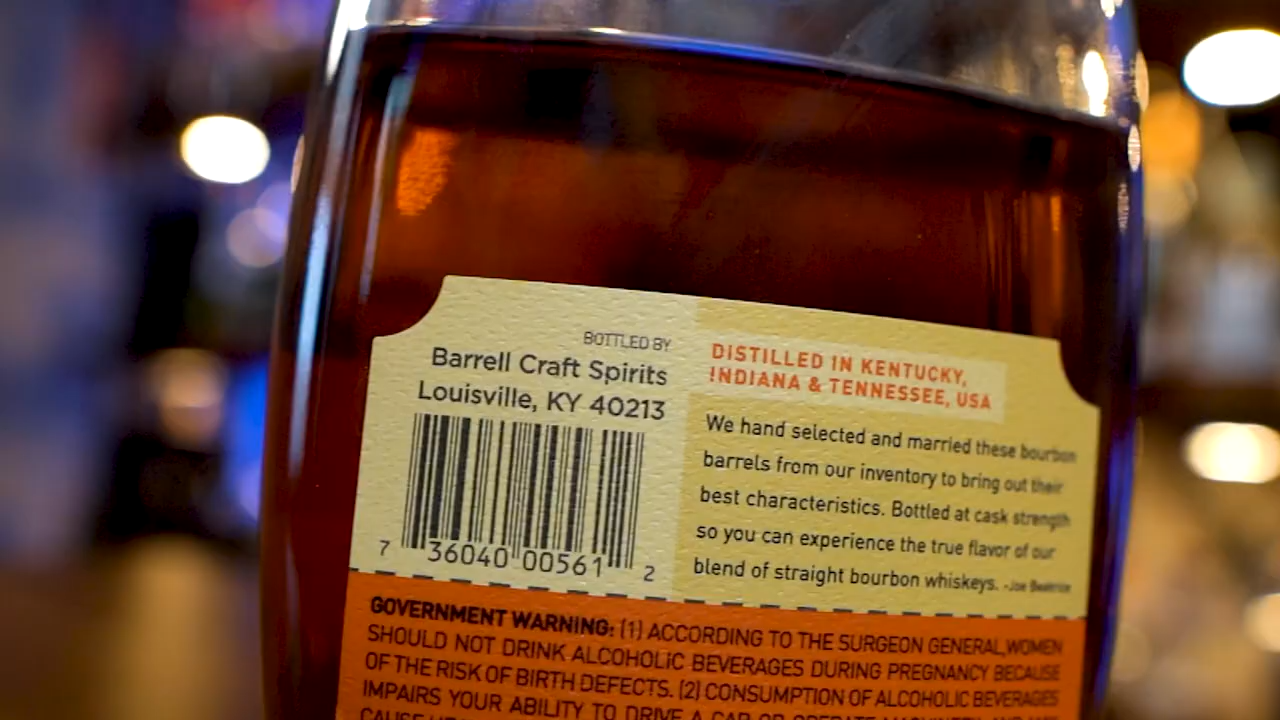 BOTTLED BY
Barrell Craft Spirits
Louisville, KY 40213
7 36040 00561 2
DISTILLED IN KENTUCKY,
INDIANA & TENNESSEE, USA
We hand selected and married these bourbon
barrels from our inventory to bring out their
best characteristics. Bottled at cask strength
so you can experience the true flavor of our
blend of straight bourbon whiskeys. -Joe
GOVERNMENT WARNING: (1) ACCORDING TO THE SURGEON GENERAL, WOMEN
SHOULD NOT DRINK ALCOHOLIC BEVERAGES DURING PREGNANCY BECAUSE
OF THE RISK OF BIRTH DEFECTS. (2) CONSUMPTION OF ALCOHOLIC BEVERAGES
IMPAIRS YOUR ABILITY TO DRIVE A CAR OR OPERATE